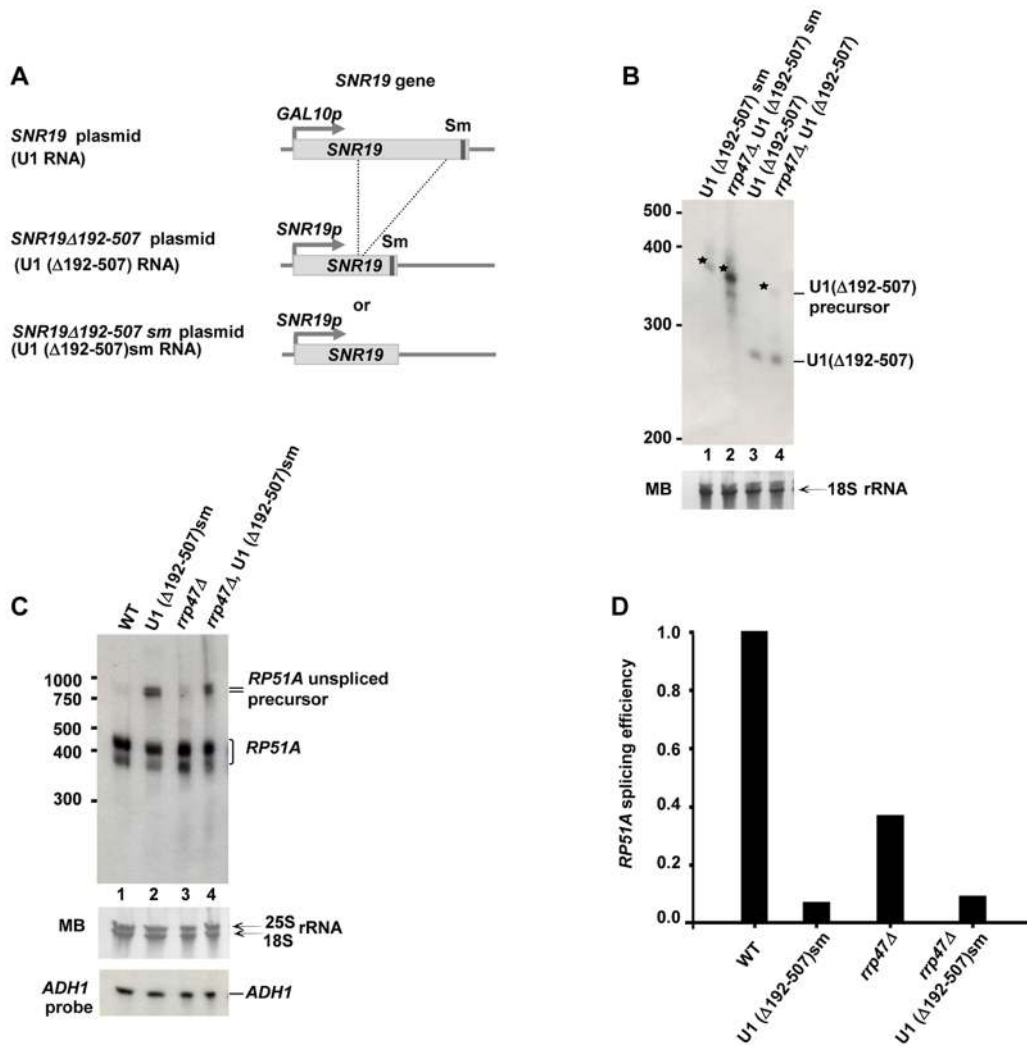 A
SNR19 gene
SNR19 plasmid
(U1 RNA)
GAL10p
Sm
SNR19
SNR19Δ192-507 plasmid
(U1 (Δ192-507) RNA)
SNR19p
Sm
SNR19
or
SNR19Δ192-507 sm plasmid
(U1 (Δ192-507)sm RNA)
SNR19p
SNR19
B
U1 (Δ192-507) sm
rrp47Δ, U1 (Δ192-507) sm
U1 (Δ192-507)
rrp47Δ, U1 (Δ192-507)
500
400
300
200
U1(Δ192-507)
precursor
U1(Δ192-507)
1 2 3 4
MB
18S rRNA
C
WT
U1 (Δ192-507)sm
rrp47Δ
rrp47Δ, U1 (Δ192-507)sm
1000
750
500
400
300
RP51A unspliced
precursor
RP51A
1 2 3 4
MB
25S
18S
rRNA
ADH1
probe
ADH1
D
RP51A splicing efficiency
1.0
0.8
0.6
0.4
0.2
0.0
WT
U1 (Δ192-507)sm
rrp47Δ
rrp47Δ
U1 (Δ192-507)sm